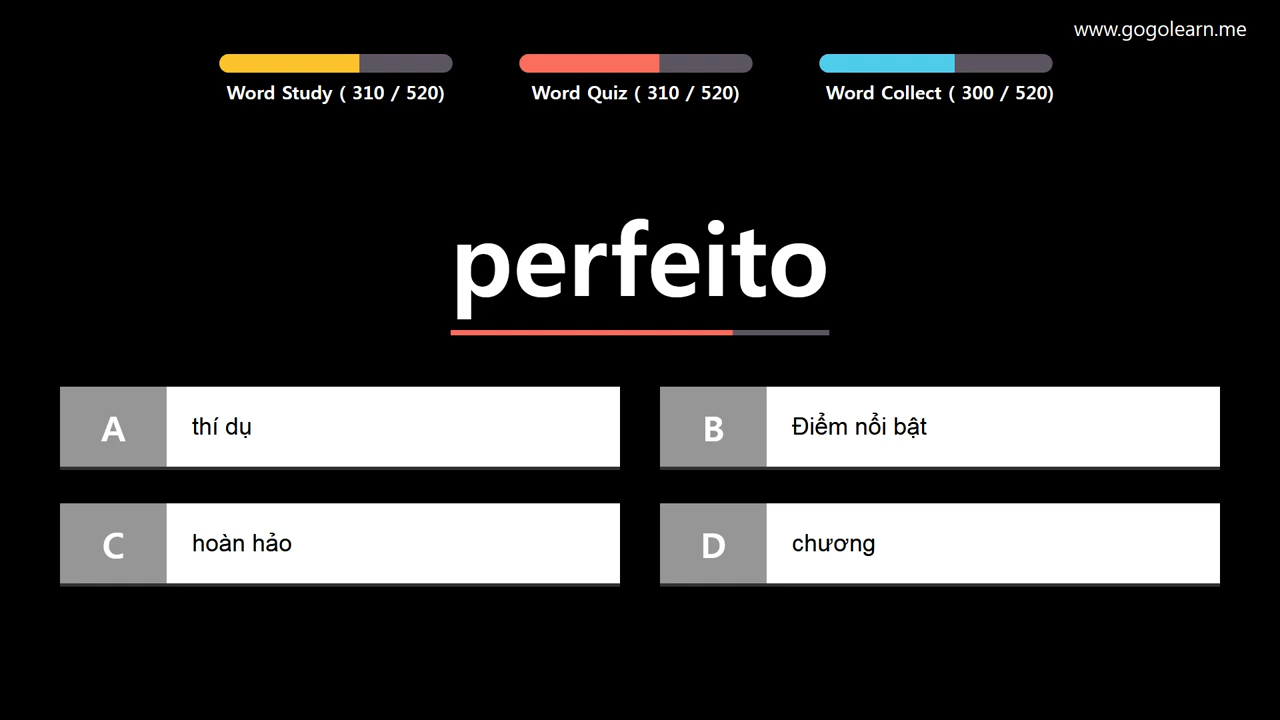 www.gogolearn.me
Word Study ( 310 / 520)
Word Quiz ( 310 / 520)
Word Collect ( 300 / 520)
perfeito
A
thí dụ
B
Điểm nổi bật
C
hoàn hảo
D
chương